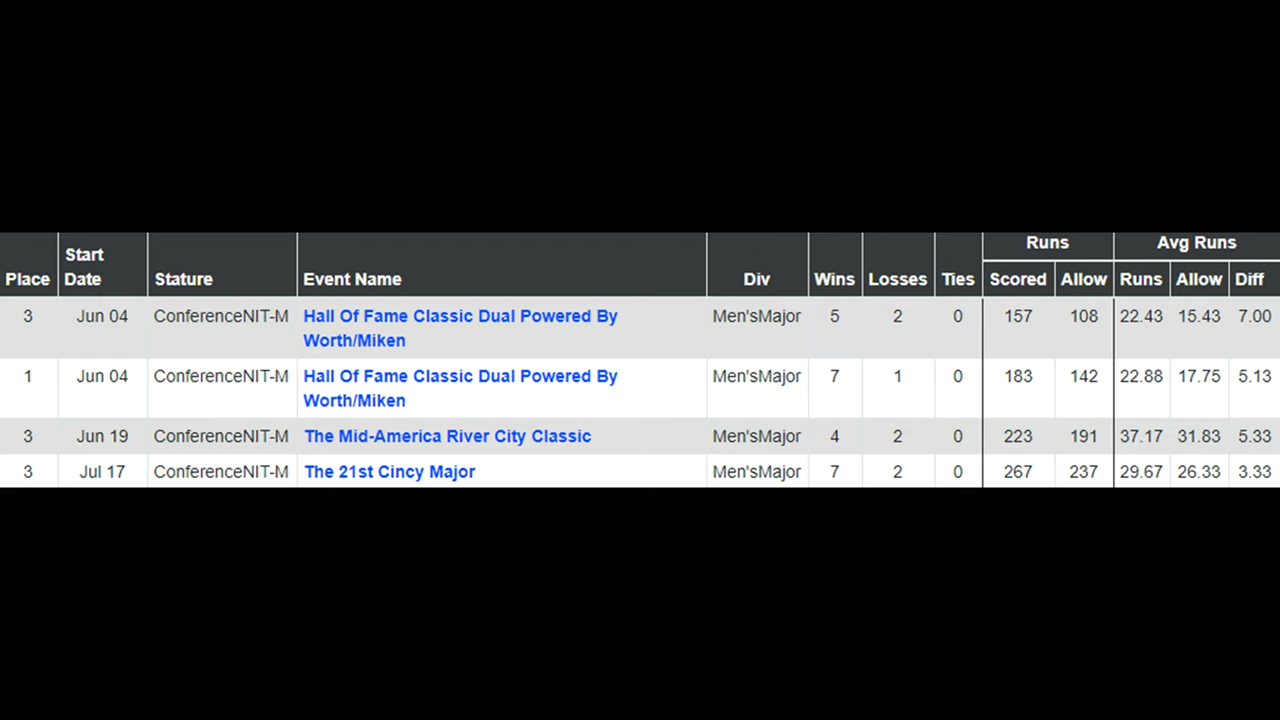 Runs Avg Runs
Start
Place Date Stature Event Name Div Wins Losses Ties Scored Allow Runs Allow Diff
3 Jun 04 ConferenceNIT-M Hall Of Fame Classic Dual Powered By Men'sMajor 5 2 0 157 108 22.43 15.43 7.00
Worth/Miken
1 Jun 04 ConferenceNIT-M Hall Of Fame Classic Dual Powered By Men'sMajor 7 1 0 183 142 22.88 17.75 5.13
Worth/Miken
3 Jun 19 ConferenceNIT-M The Mid-America River City Classic Men'sMajor 4 2 0 223 191 37.17 31.83 5.33
3 Jul 17 ConferenceNIT-M The 21st Cincy Major Men'sMajor 7 2 0 267 237 29.67 26.33 3.33